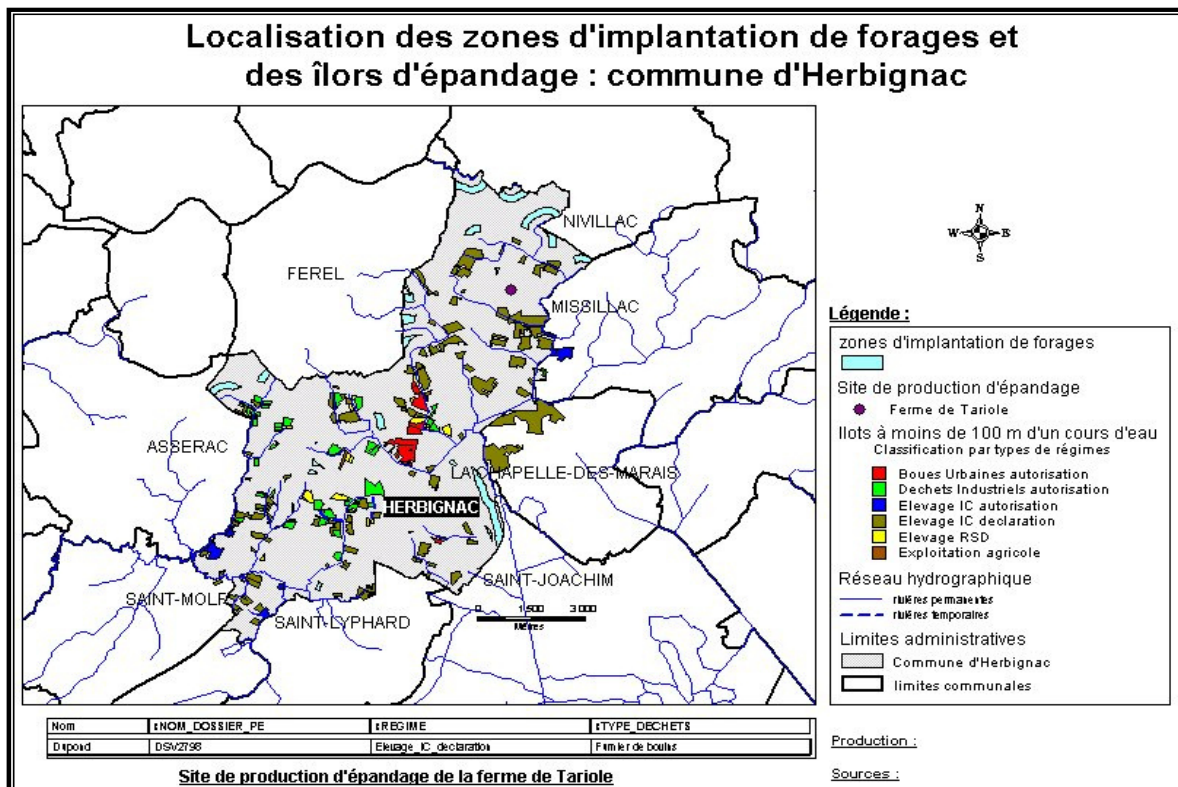 Localisation des zones d'implantation de forages et
des îlors d'épandage : commune d'Herbignac
NIVILLAC
FEREL
MISSILLAC
ASSERAC
LA CHAPELLE-DES-MARAIS
HERBIGNAC
SAINT-JOACHIM
SAINT-MOLF
SAINT-LYPHARD
0 1 500 3 000
Mètres
N
W E
S
Légende :
zones d'implantation de forages
Site de production d'épandage
Ferme de Tariole
Ilots à moins de 100 m d'un cours d'eau
Classification par types de régimes
Boues Urbaines autorisation
Dechets Industriels autorisation
Elevage IC autorisation
Elevage IC declaration
Elevage RSD
Exploitation agricole
Réseau hydrographique
rivières permanentes
rivières temporaires
Limites administratives
Commune d'Herbignac
limites communales
Nom :NOM_DOSSIER_PE :REGIME :TYPE_DECHETS
Dupond DSV2798 Elevage_IC_declaration Fumier de bovins
Site de production d'épandage de la ferme de Tariole
Production :
Sources :